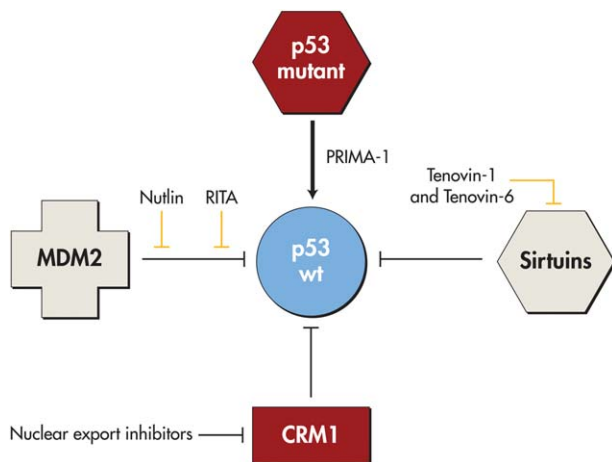 p53
mutant
PRIMA-1
Tenovin-1
and Tenovin-6
Nutlin
RITA
MDM2
p53
wt
Sirtuins
Nuclear export inhibitors
CRM1